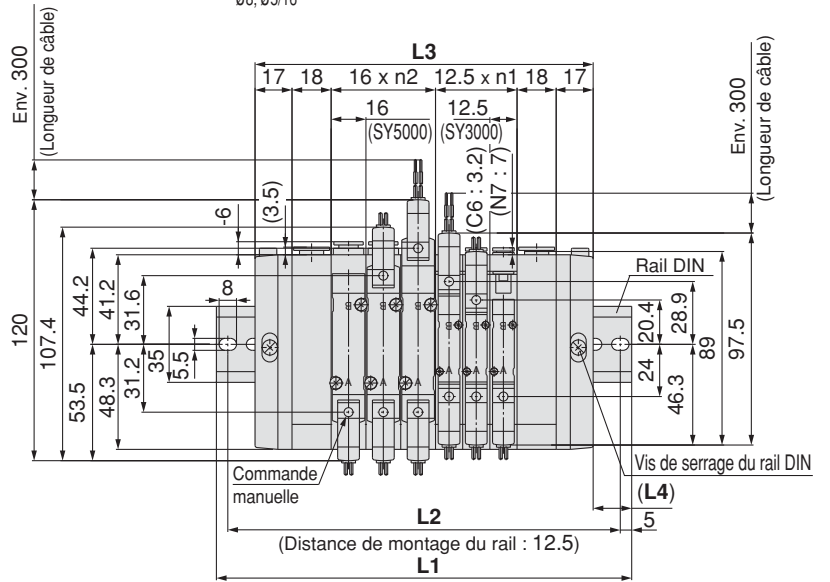 Ø8, Ø5/16"
Env. 300
(Longueur de câble)
L3
17
18
16 x n2
12.5 x n1
18
17
16
(SY5000)
12.5
(SY3000)
(C6 : 3.2)
(N7 : 7)
Env. 300
(Longueur de câble)
-6
(3.5)
120
107.4
44.2
41.2
31.6
8
35
5.5
53.5
48.3
31.2
B
B
B
B
B
B
A
A
A
A
A
A
Rail DIN
20.4
28.9
89
97.5
24
46.3
Commande
manuelle
Vis de serrage du rail DIN
(L4)
L2
5
(Distance de montage du rail : 12.5)
L1